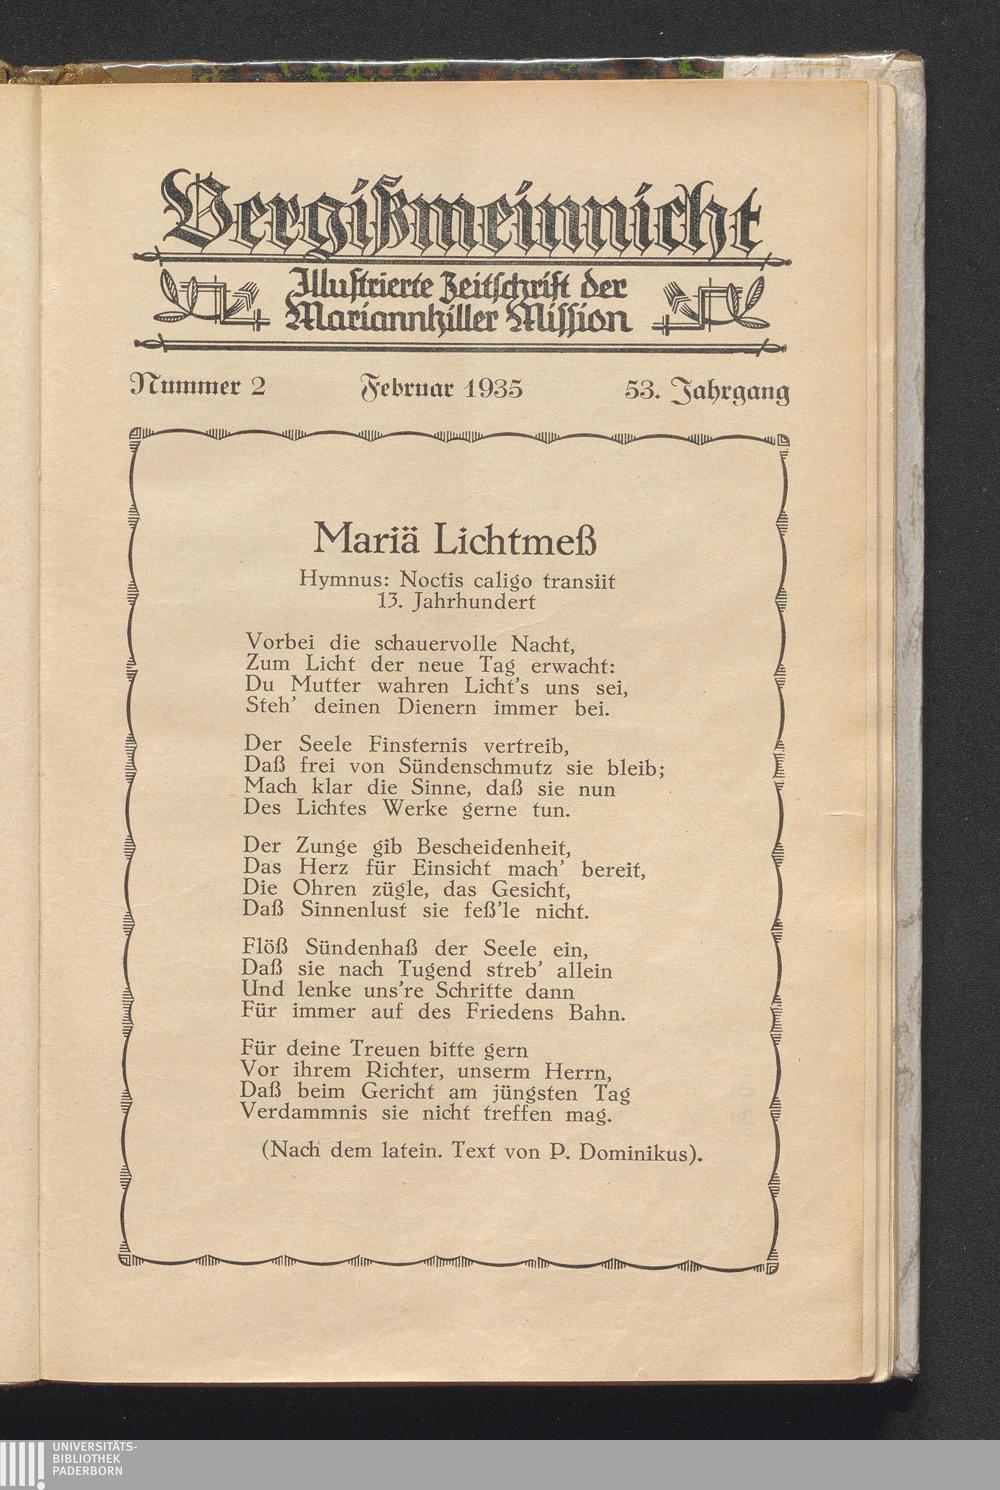 Vergißmeinnicht
Illustrierte Zeitschrift der
Mariannhiller Mission
Nummer 2 Februar 1935 53. Jahrgang
Mariä Lichtmeß
Hymnus: Noctis caligo transiit
13. Jahrhundert
Vorbei die schauervolle Nacht,
Zum Licht der neue Tag erwacht:
Du Mutter wahren Licht's uns sei,
Steh' deinen Dienern immer bei.
Der Seele Finsternis vertreib,
Daß frei von Sündenschmutz sie bleib;
Mach klar die Sinne, daß sie nun
Des Lichtes Werke gerne tun.
Der Zunge gib Bescheidenheit,
Das Herz für Einsicht mach' bereit,
Die Ohren zügle, das Gesicht,
Daß Sinnenlust sie feß'le nicht.
Flöß Sündenhaß der Seele ein,
Daß sie nach Tugend streb' allein
Und lenke uns're Schritte dann
Für immer auf des Friedens Bahn.
Für deine Treuen bitte gern
Vor ihrem Richter, unserm Herrn,
Daß beim Gericht am jüngsten Tag
Verdammnis sie nicht treffen mag.
(Nach dem latein. Text von P. Dominikus).
UNIVERSITÄTS-
BIBLIOTHEK
PADERBORN